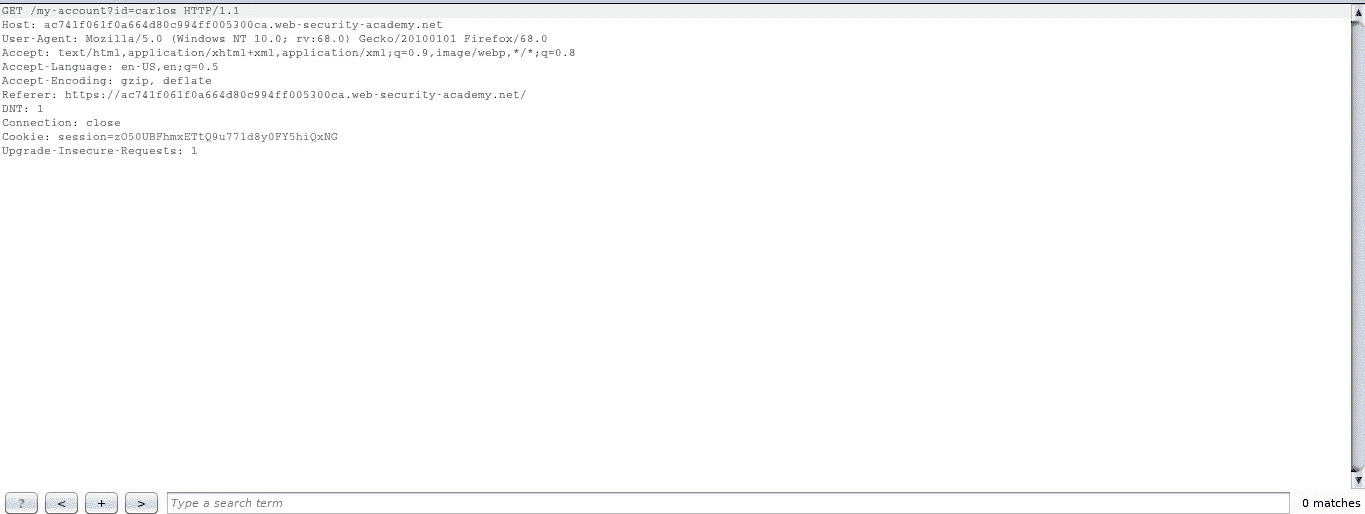 GET /my-account?id=carlos HTTP/1.1
Host: ac741f061f0a664d80c994ff005300ca.web-security-academy.net
User-Agent: Mozilla/5.0 (Windows NT 10.0; rv:68.0) Gecko/20100101 Firefox/68.0
Accept: text/html,application/xhtml+xml,application/xml;q=0.9,image/webp,*/*;q=0.8
Accept-Language: en-US,en;q=0.5
Accept-Encoding: gzip, deflate
Referer: https://ac741f061f0a664d80c994ff005300ca.web-security-academy.net/
DNT: 1
Connection: close
Cookie: session=zO50UBFhmxETtQ9u77ld8y0FY5hiQxNG
Upgrade-Insecure-Requests: 1
? < + > Type a search term 0 matches